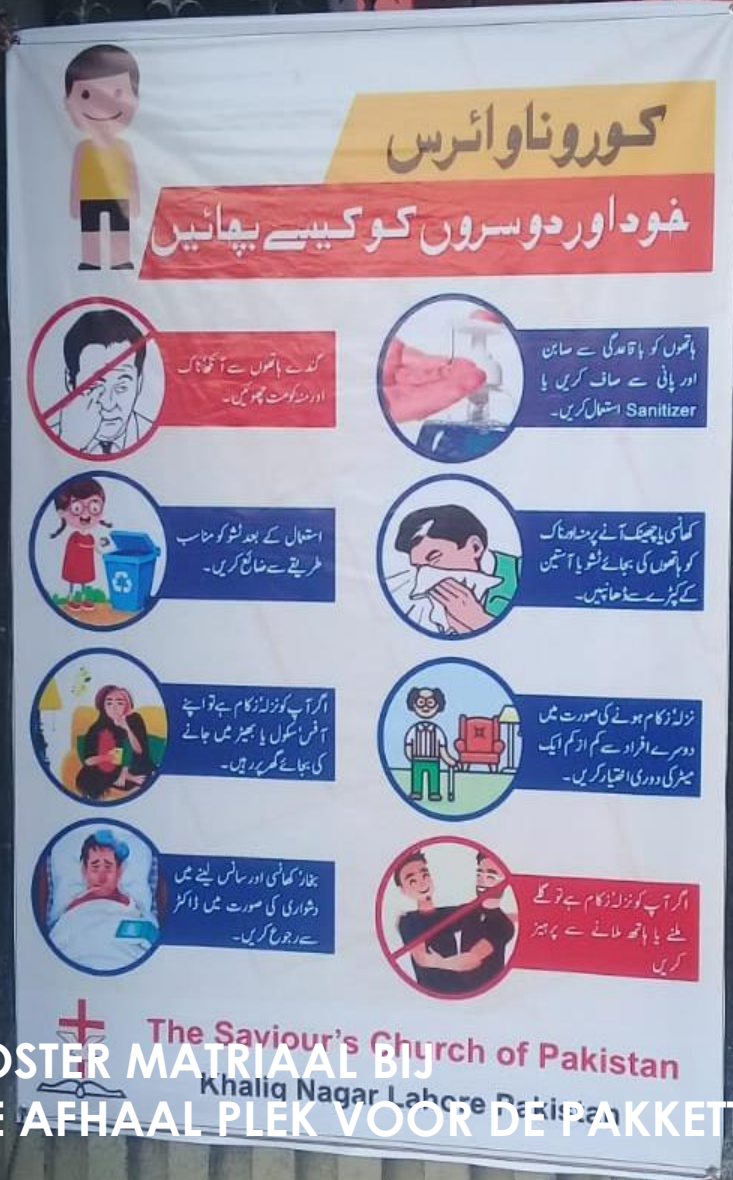 کورونا وائرس
خود اور دوسروں کو کیسے بچائیں
ہاتھوں کو باقاعدگی سے صابن
اور پانی سے صاف کریں یا
Sanitizer استعمال کریں۔
گندے ہاتھوں سے آنکھ' ناک
اور منہ کو مت چھوئیں۔
کھانسی یا چھینک آنے پر منہ اور ناک
کو ہاتھوں کی بجائے ٹشو یا آستین
کے کپڑے سے ڈھانپیں۔
استعمال کے بعد ٹشو کو مناسب
طریقے سے ضائع کریں۔
نزلہ' زکام ہونے کی صورت میں
دوسرے افراد سے کم از کم ایک
میٹر کی دوری اختیار کریں۔
اگر آپ کو نزلہ' زکام ہے تو اپنے
آفس' سکول یا بھیڑ میں جانے
کی بجائے گھر پر رہیں۔
اگر آپ کو نزلہ' زکام ہے تو گلے
ملنے یا ہاتھ ملانے سے پرہیز
کریں
بخار' کھانسی اور سانس لینے میں
دشواری کی صورت میں ڈاکٹر
سے رجوع کریں۔
The Saviour's Church of Pakistan
Khaliq Nagar Lahore Pakistan
OSTER MATRIAAL BIJ
E AFHAAL PLEK VOOR DE PAKKETT